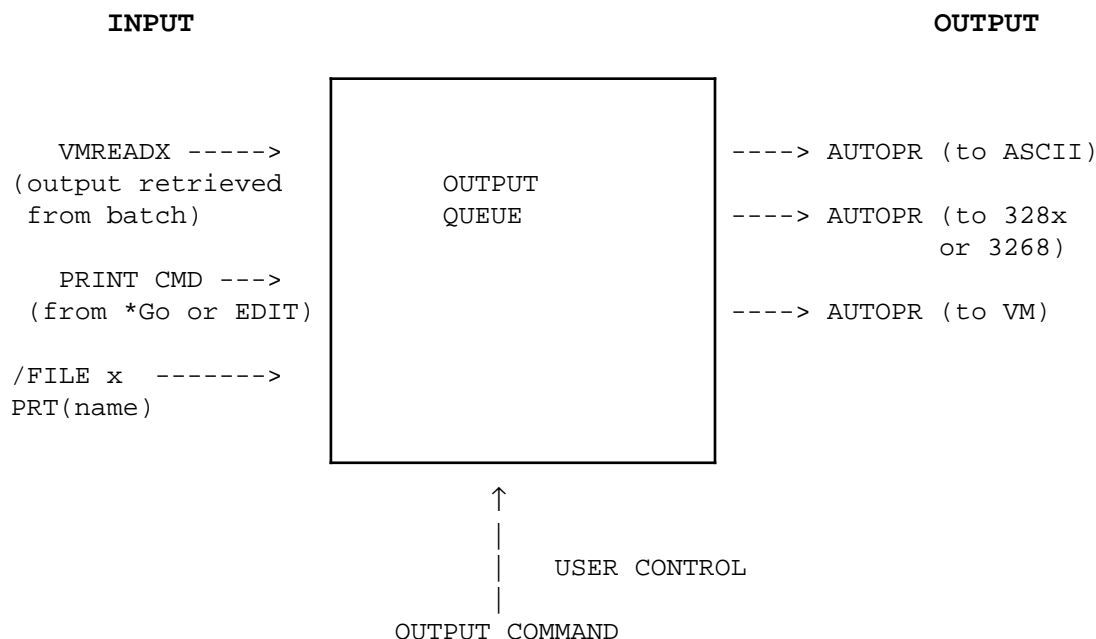 INPUT OUTPUT
VMREADX -----> ----> AUTOPR (to ASCII)
(output retrieved OUTPUT
from batch) QUEUE ----> AUTOPR (to 328x
or 3268)
PRINT CMD --->
(from *Go or EDIT) ----> AUTOPR (to VM)
/FILE x ------->
PRT(name)
USER CONTROL
OUTPUT COMMAND